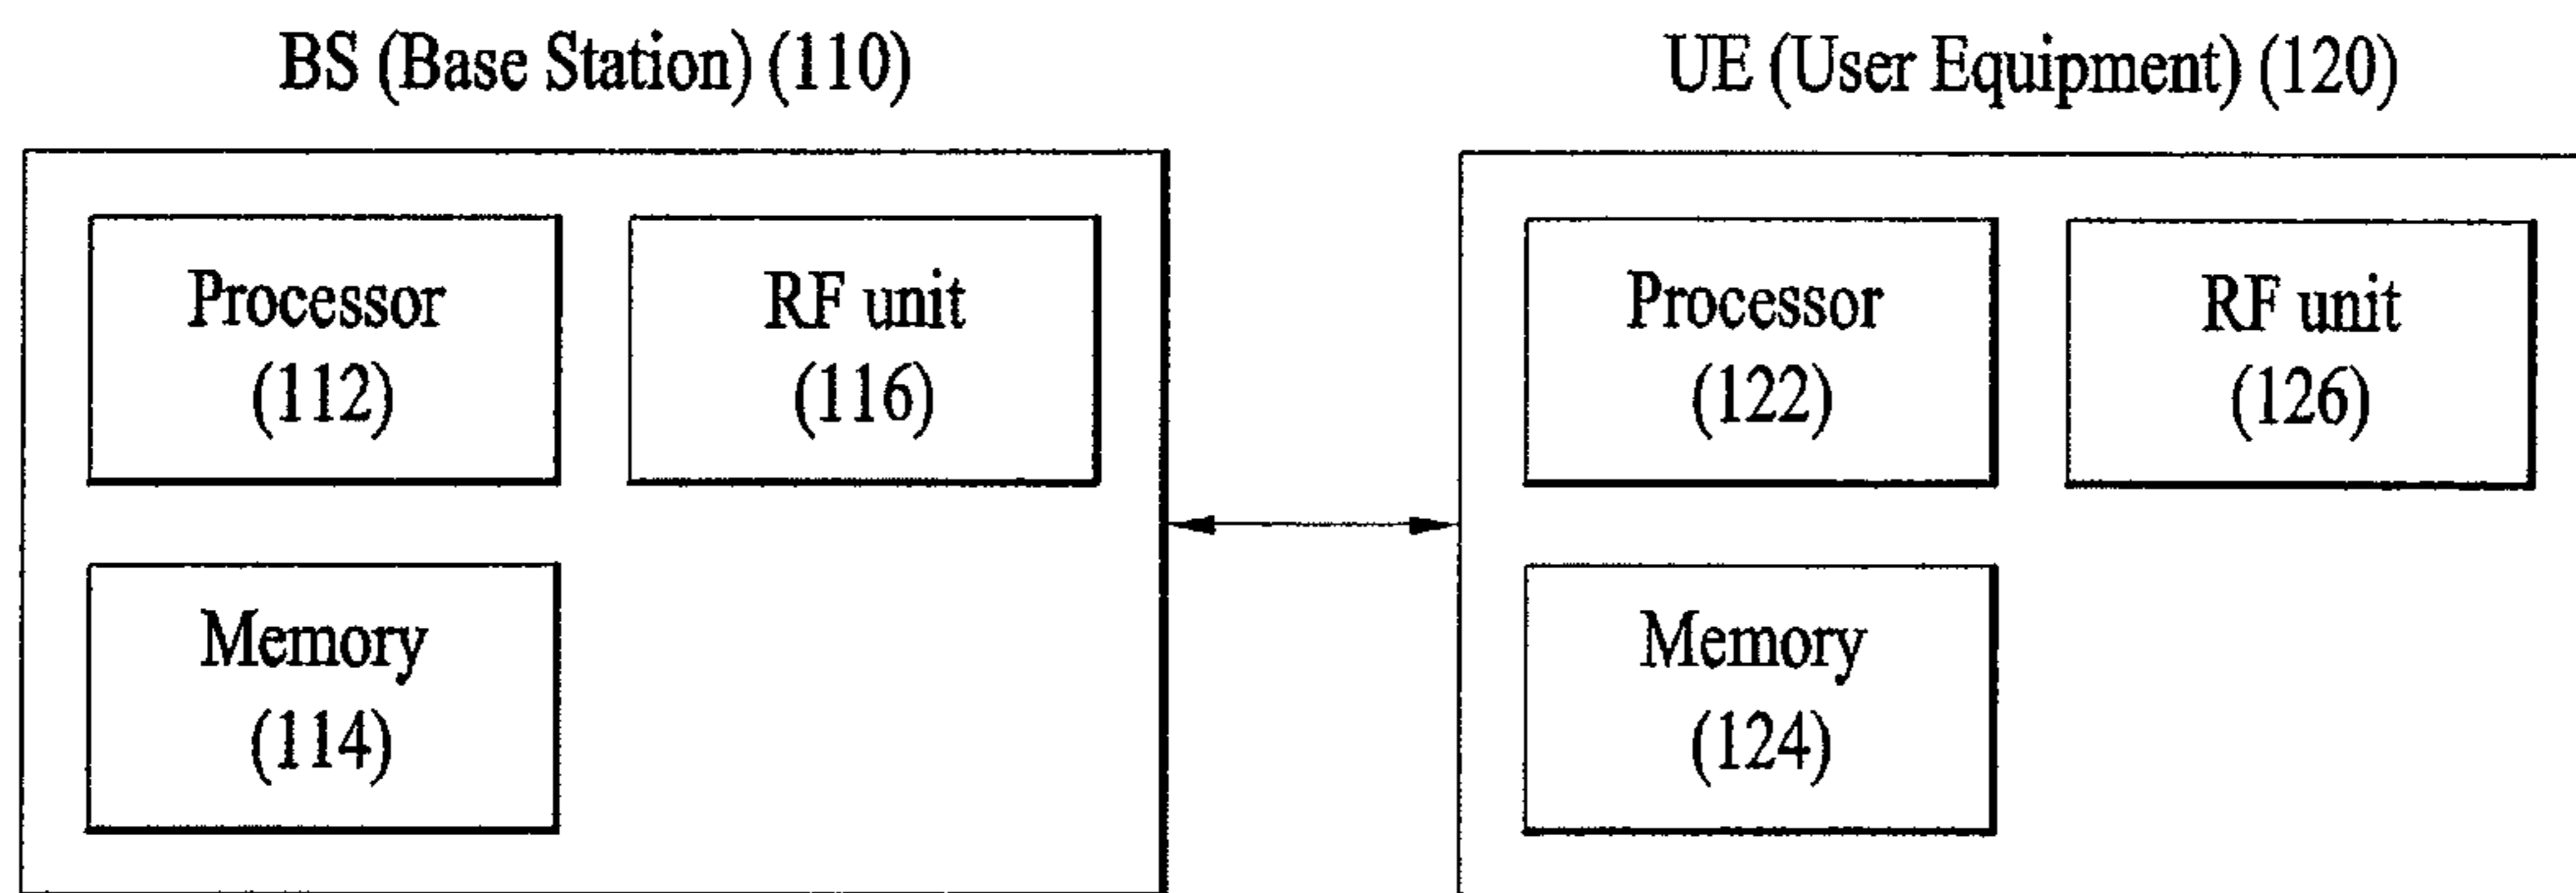 BS (Base Station) (110)
Processor
(112)
RF unit
(116)
Memory
(114)
UE (User Equipment) (120)
Processor
(122)
RF unit
(126)
Memory
(124)